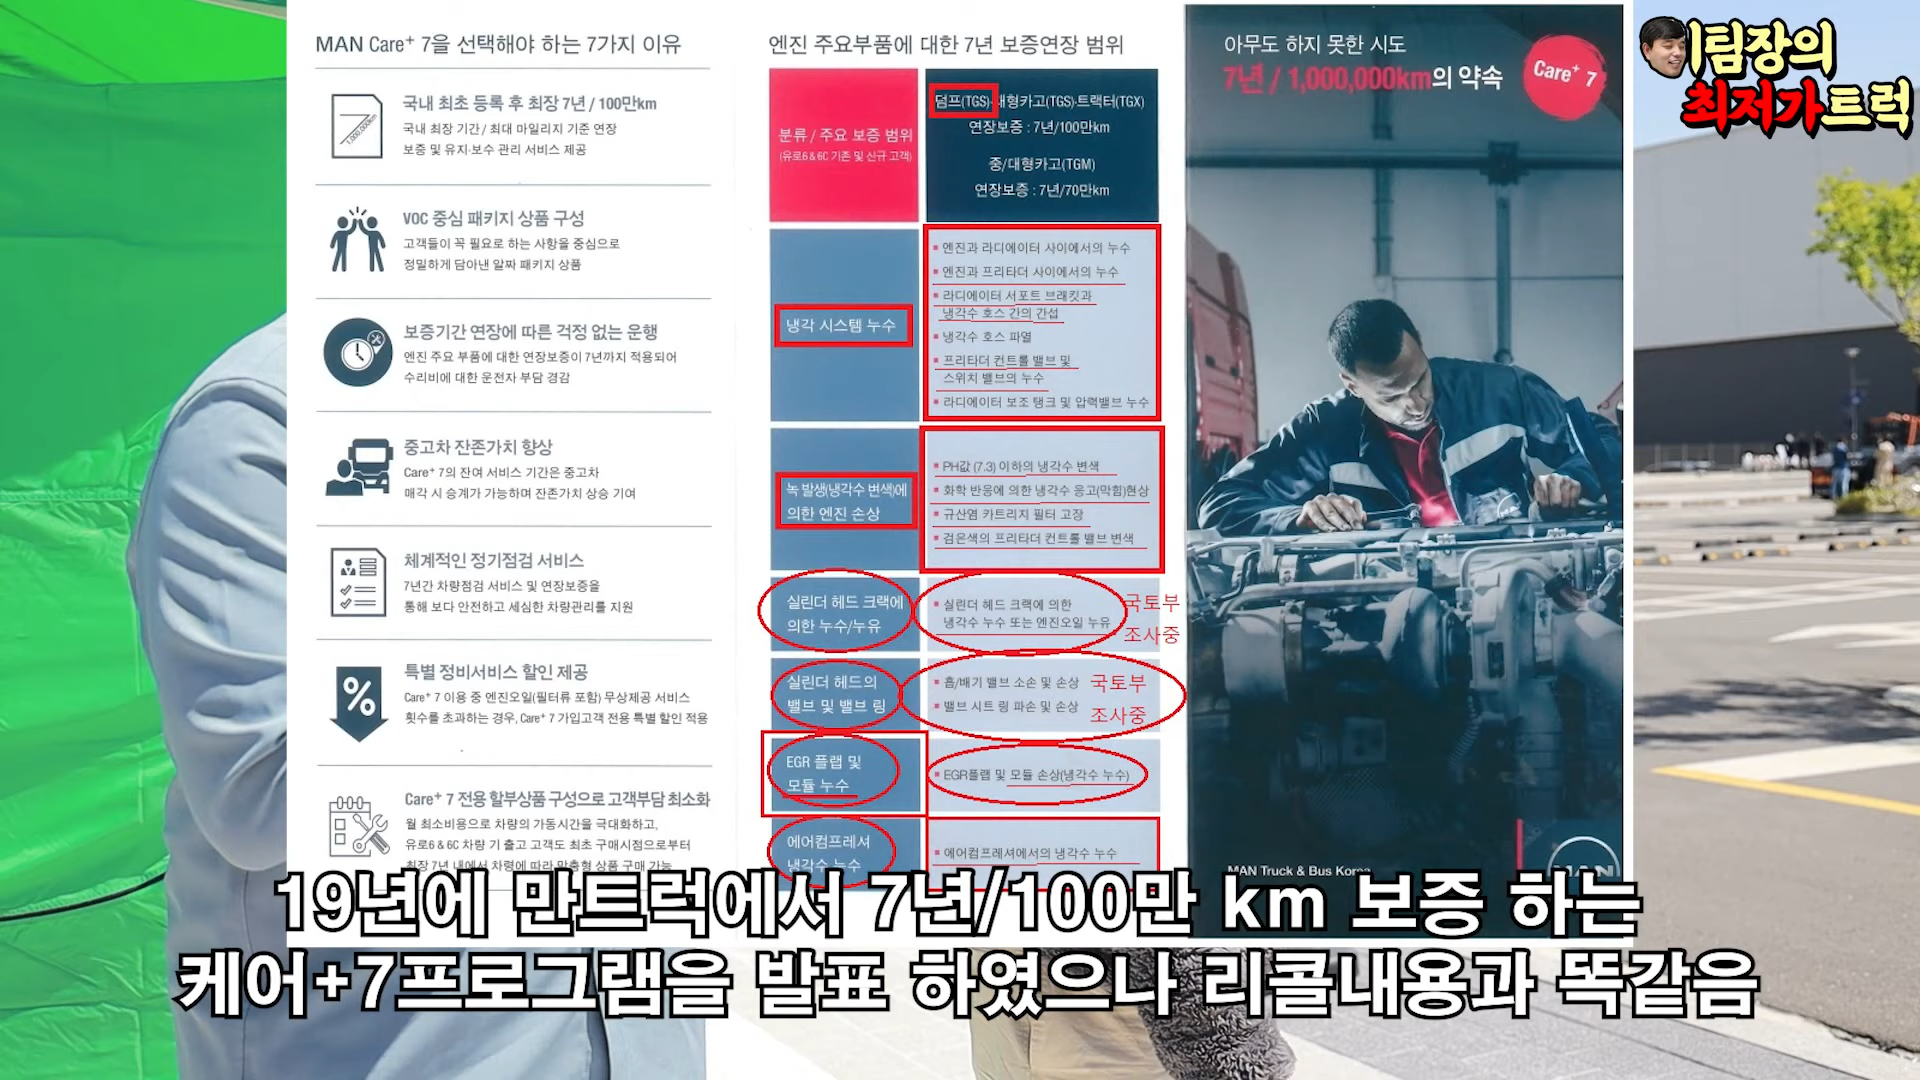 MAN Care⁺ 7을 선택해야 하는 7가지 이유
1,000,000km
국내 최초 등록 후 최장 7년 / 100만km
국내 최장 기간 / 최대 마일리지 기준 연장
보증 및 유지·보수 관리 서비스 제공
VOC 중심 패키지 상품 구성
고객들이 꼭 필요로 하는 사항을 중심으로
정밀하게 담아낸 알짜 패키지 상품
보증기간 연장에 따른 걱정 없는 운행
엔진 주요 부품에 대한 연장보증이 7년까지 적용되어
수리비에 대한 운전자 부담 경감
중고차 잔존가치 향상
Care⁺ 7의 잔여 서비스 기간은 중고차
매각 시 승계가 가능하며 잔존가치 상승 기여
체계적인 정기점검 서비스
7년간 차량점검 서비스 및 연장보증을
통해 보다 안전하고 세심한 차량관리를 지원
%
특별 정비서비스 할인 제공
Care⁺ 7 이용 중 엔진오일(필터류 포함) 무상제공 서비스
횟수를 초과하는 경우, Care⁺ 7 가입고객 전용 특별 할인 적용
Care⁺ 7 전용 할부상품 구성으로 고객부담 최소화
월 최소비용으로 차량의 가동시간을 극대화하고,
유로6 & 6C 차량 기 출고 고객도 최초 구매시점으로부터
최장 7년 내에서 차령에 따라 맞춤형 상품 구매 가능
엔진 주요부품에 대한 7년 보증연장 범위
분류 / 주요 보증 범위
(유로6 & 6C 기존 및 신규 고객)
덤프(TGS)·대형카고(TGS)·트랙터(TGX)
연장보증 : 7년/100만km
중/대형카고(TGM)
연장보증 : 7년/70만km
냉각 시스템 누수
엔진과 라디에이터 사이에서의 누수
엔진과 프리타더 사이에서의 누수
라디에이터 서포트 브래킷과
냉각수 호스 간의 간섭
냉각수 호스 파열
프리타더 컨트롤 밸브 및
스위치 밸브의 누수
라디에이터 보조 탱크 및 압력밸브 누수
녹 발생(냉각수 변색)에
의한 엔진 손상
PH값 (7.3) 이하의 냉각수 변색
화학 반응에 의한 냉각수 응고(막힘)현상
규산염 카트리지 필터 고장
검은색의 프리타더 컨트롤 밸브 변색
실린더 헤드 크랙에
의한 누수/누유
실린더 헤드 크랙에 의한
냉각수 누수 또는 엔진오일 누유
국토부
조사중
실린더 헤드의
밸브 및 밸브 링
흡/배기 밸브 소손 및 손상
밸브 시트 링 파손 및 손상
국토부
조사중
EGR 플랩 및
모듈 누수
EGR플랩 및 모듈 손상(냉각수 누수)
에어컴프레셔
냉각수 누수
에어컴프레셔에서의 냉각수 누수
아무도 하지 못한 시도
7년 / 1,000,000km의 약속
Care⁺ 7
MAN Truck & Bus Korea
MAN
이팀장의
최저가트럭
19년에 만트럭에서 7년/100만 km 보증 하는
케어+7프로그램을 발표 하였으나 리콜내용과 똑같음